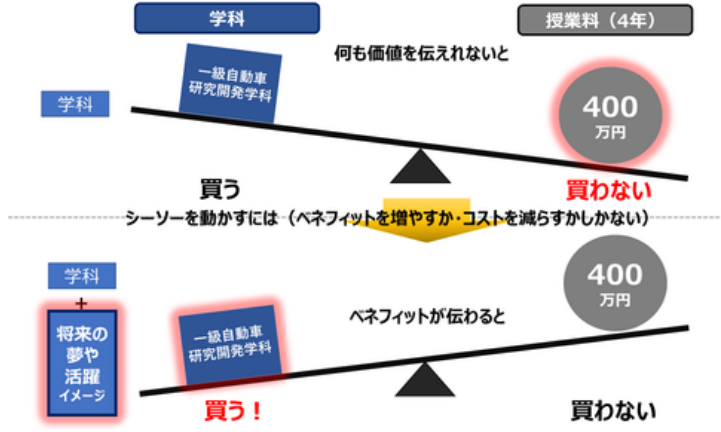 学科
授業料（4年）
何も価値を伝えれないと
一級自動車
研究開発学科
学科
400
万円
買う
買わない
シーソーを動かすには（ベネフィットを増やすか・コストを減らすかしかない）
学科
+
将来の
夢や
活躍
イメージ
一級自動車
研究開発学科
ベネフィットが伝わると
400
万円
買う！
買わない